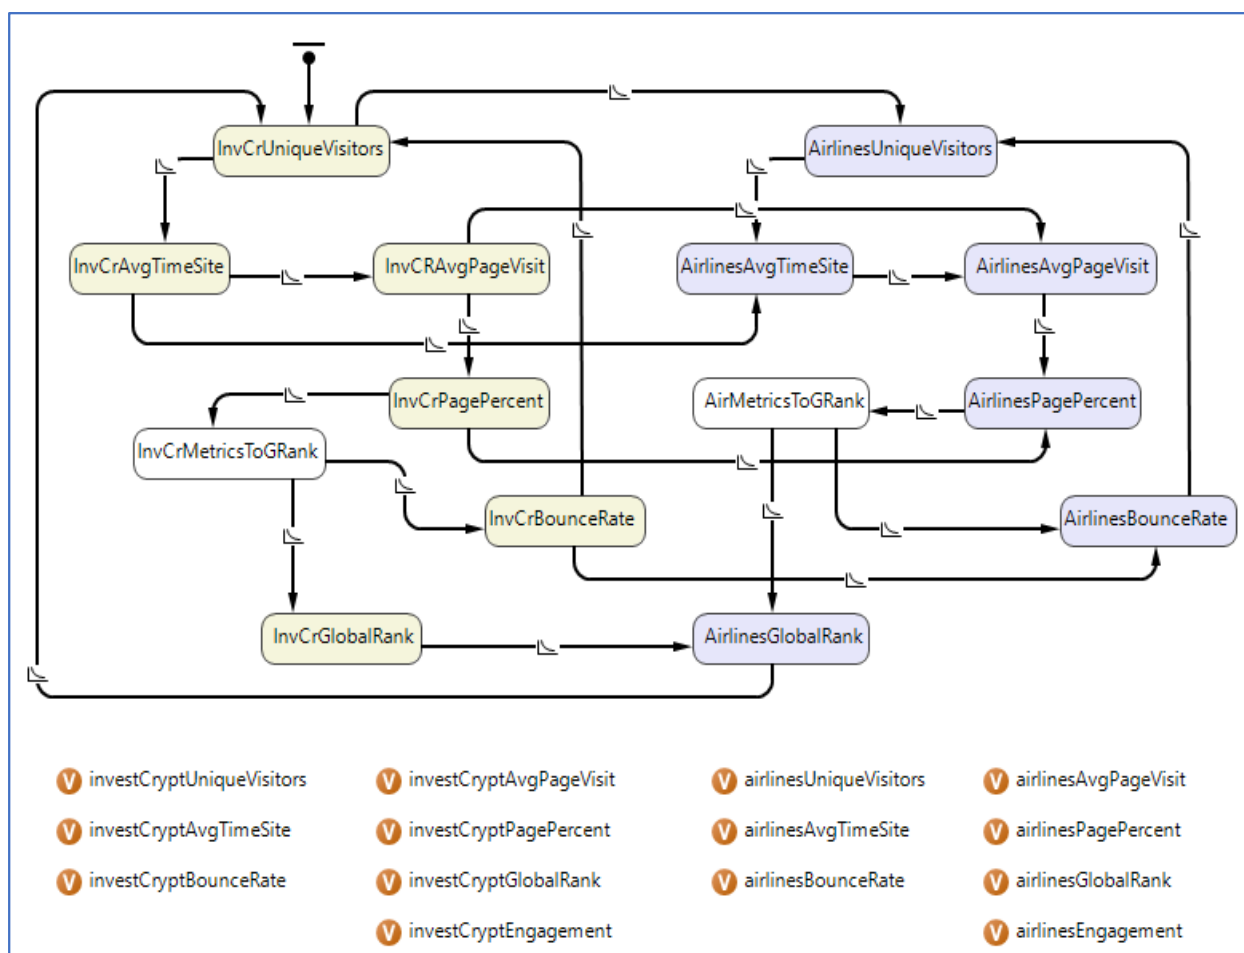 InvCrUniqueVisitors
AirlinesUniqueVisitors
InvCrAvgTimeSite
InvCRAvgPageVisit
AirlinesAvgTimeSite
AirlinesAvgPageVisit
InvCrPagePercent
AirMetricsToGRank
AirlinesPagePercent
InvCrMetricsToGRank
InvCrBounceRate
AirlinesBounceRate
InvCrGlobalRank
AirlinesGlobalRank
V investCryptUniqueVisitors
V investCryptAvgPageVisit
V airlinesUniqueVisitors
V airlinesAvgPageVisit
V investCryptAvgTimeSite
V investCryptPagePercent
V airlinesAvgTimeSite
V airlinesPagePercent
V investCryptBounceRate
V investCryptGlobalRank
V airlinesBounceRate
V airlinesGlobalRank
V investCryptEngagement
V airlinesEngagement